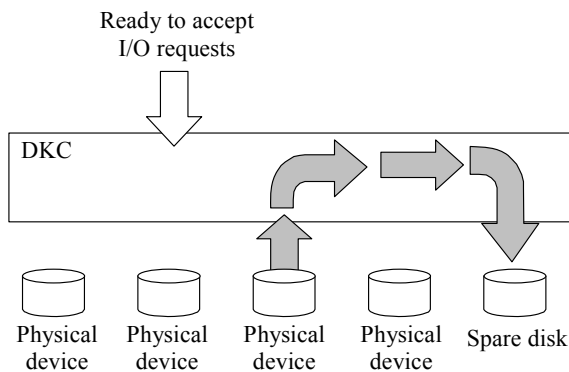 Ready to accept
I/O requests
DKC
Physical
device
Physical
device
Physical
device
Physical
device
Spare disk